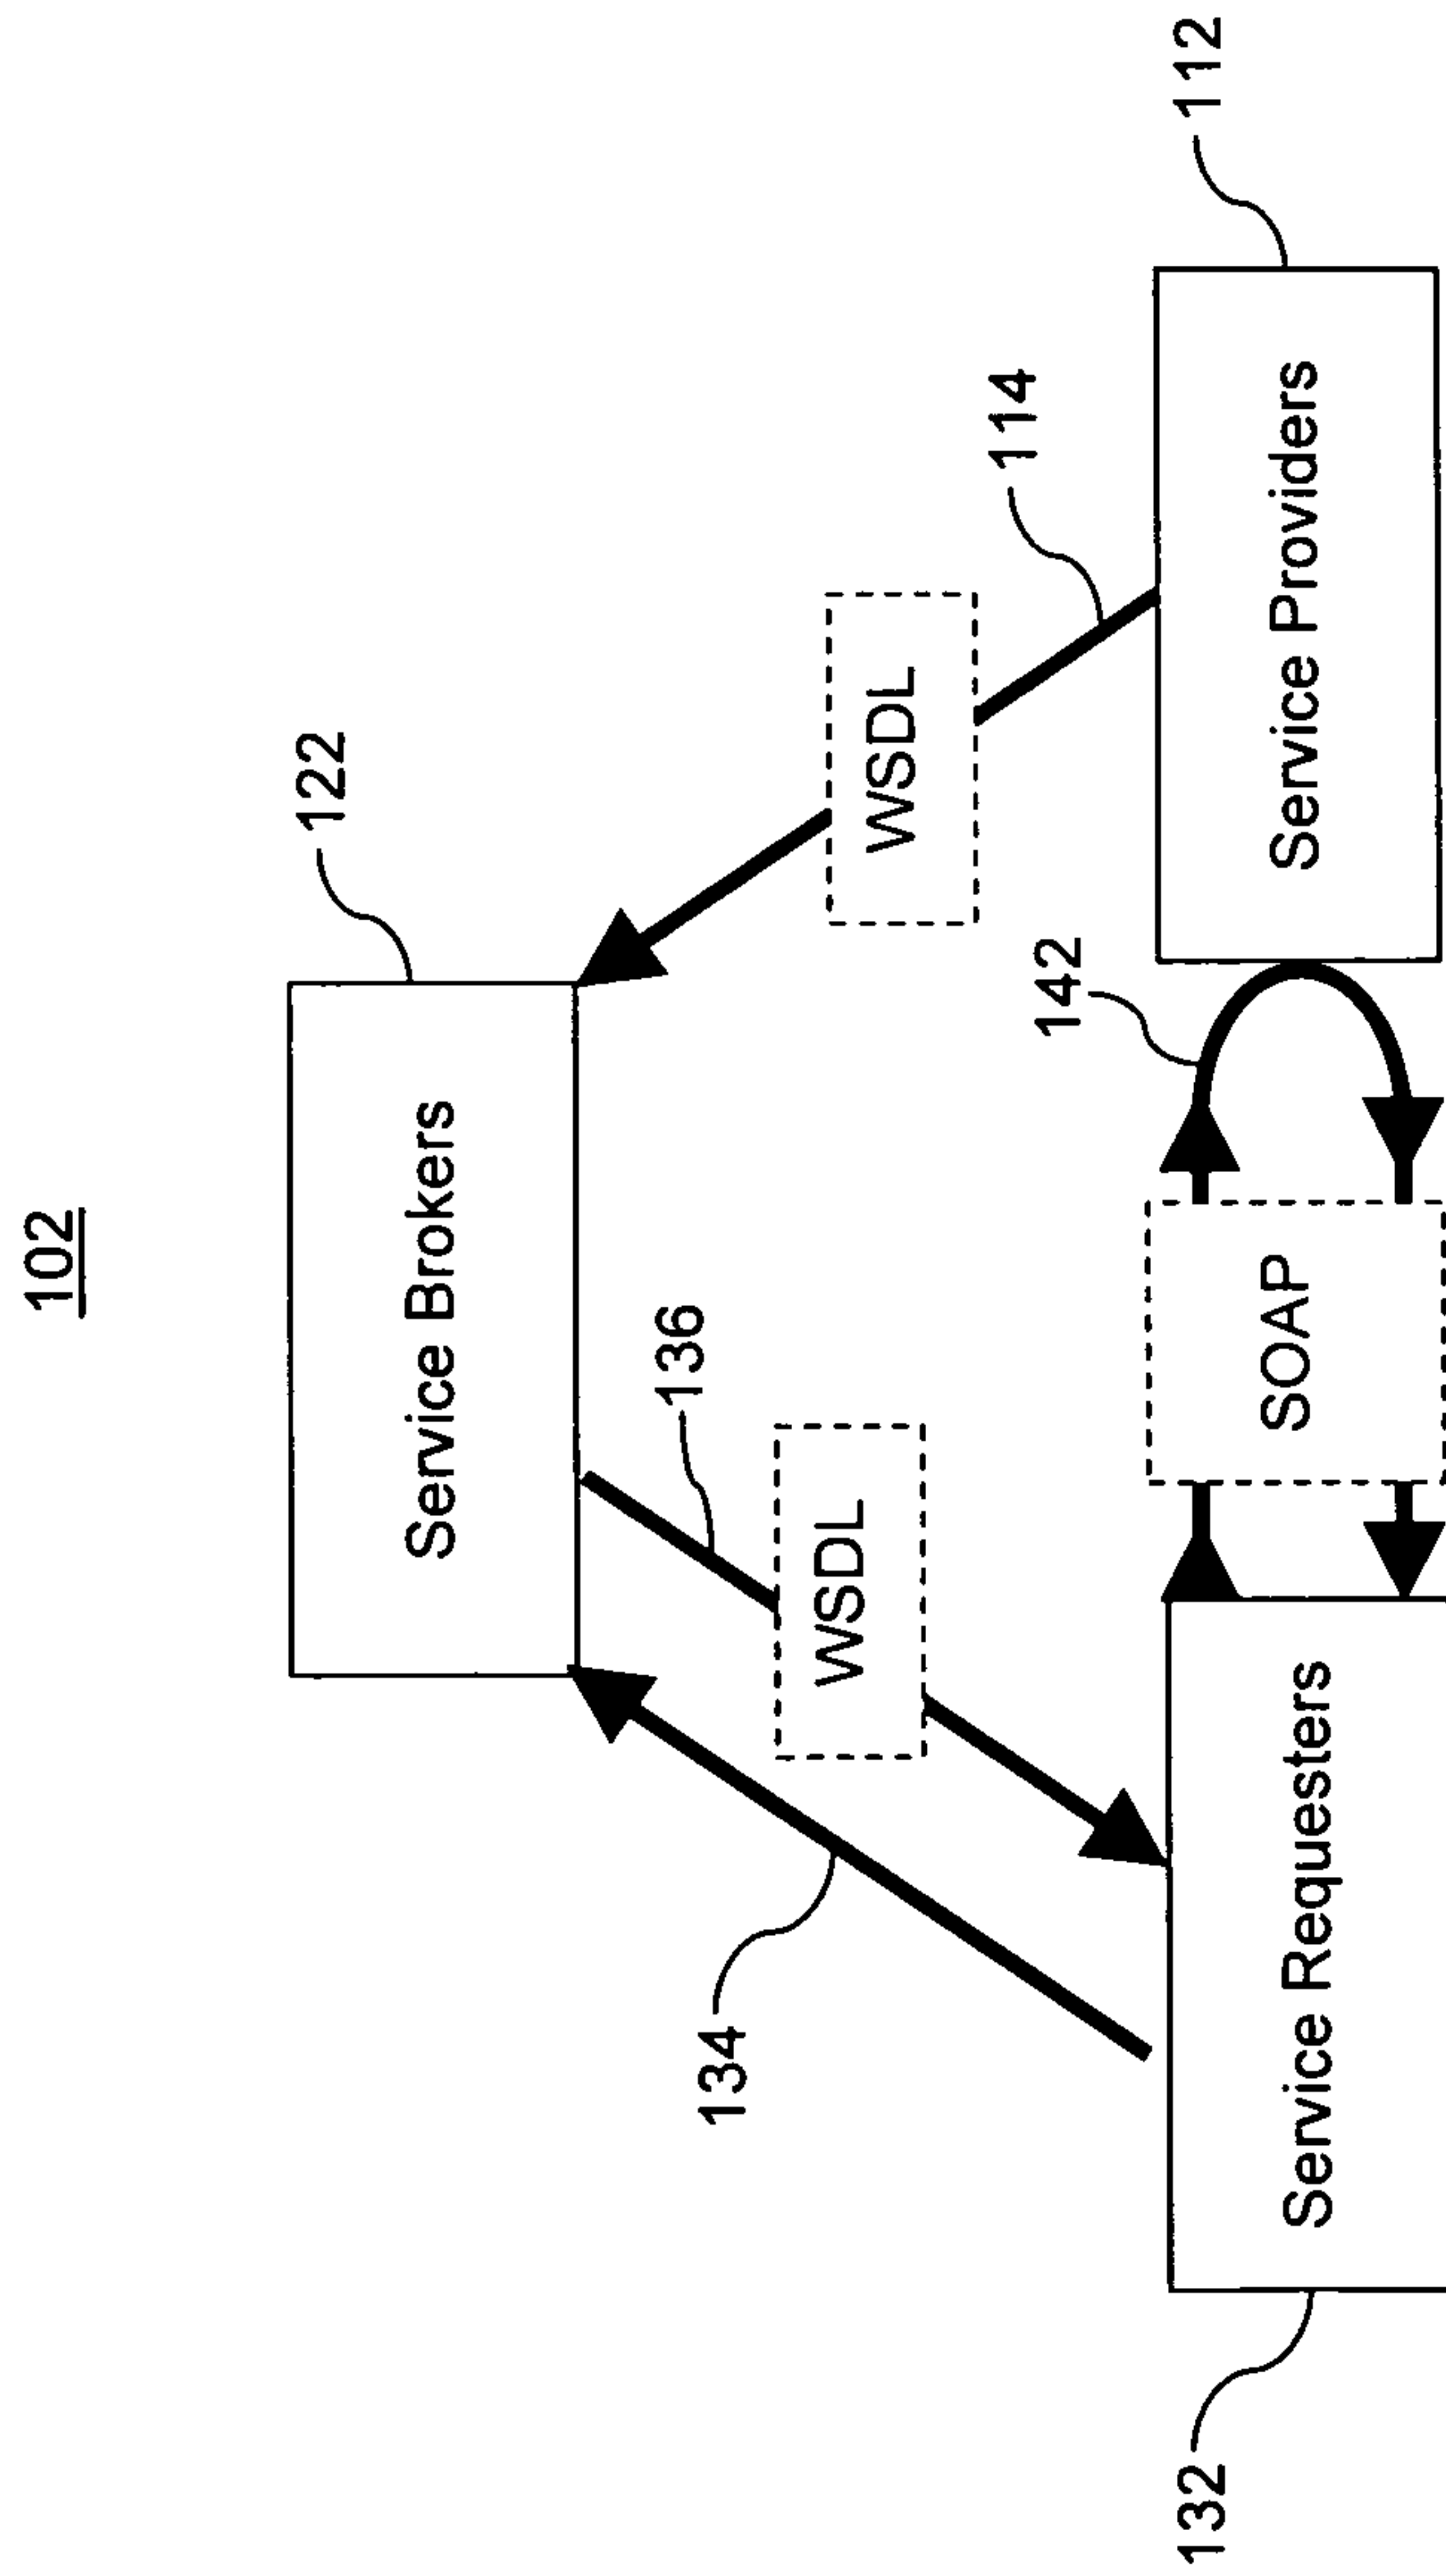 102
122
Service Brokers
136
114
134
WSDL
WSDL
142
112
132
Service Requesters
SOAP
Service Providers